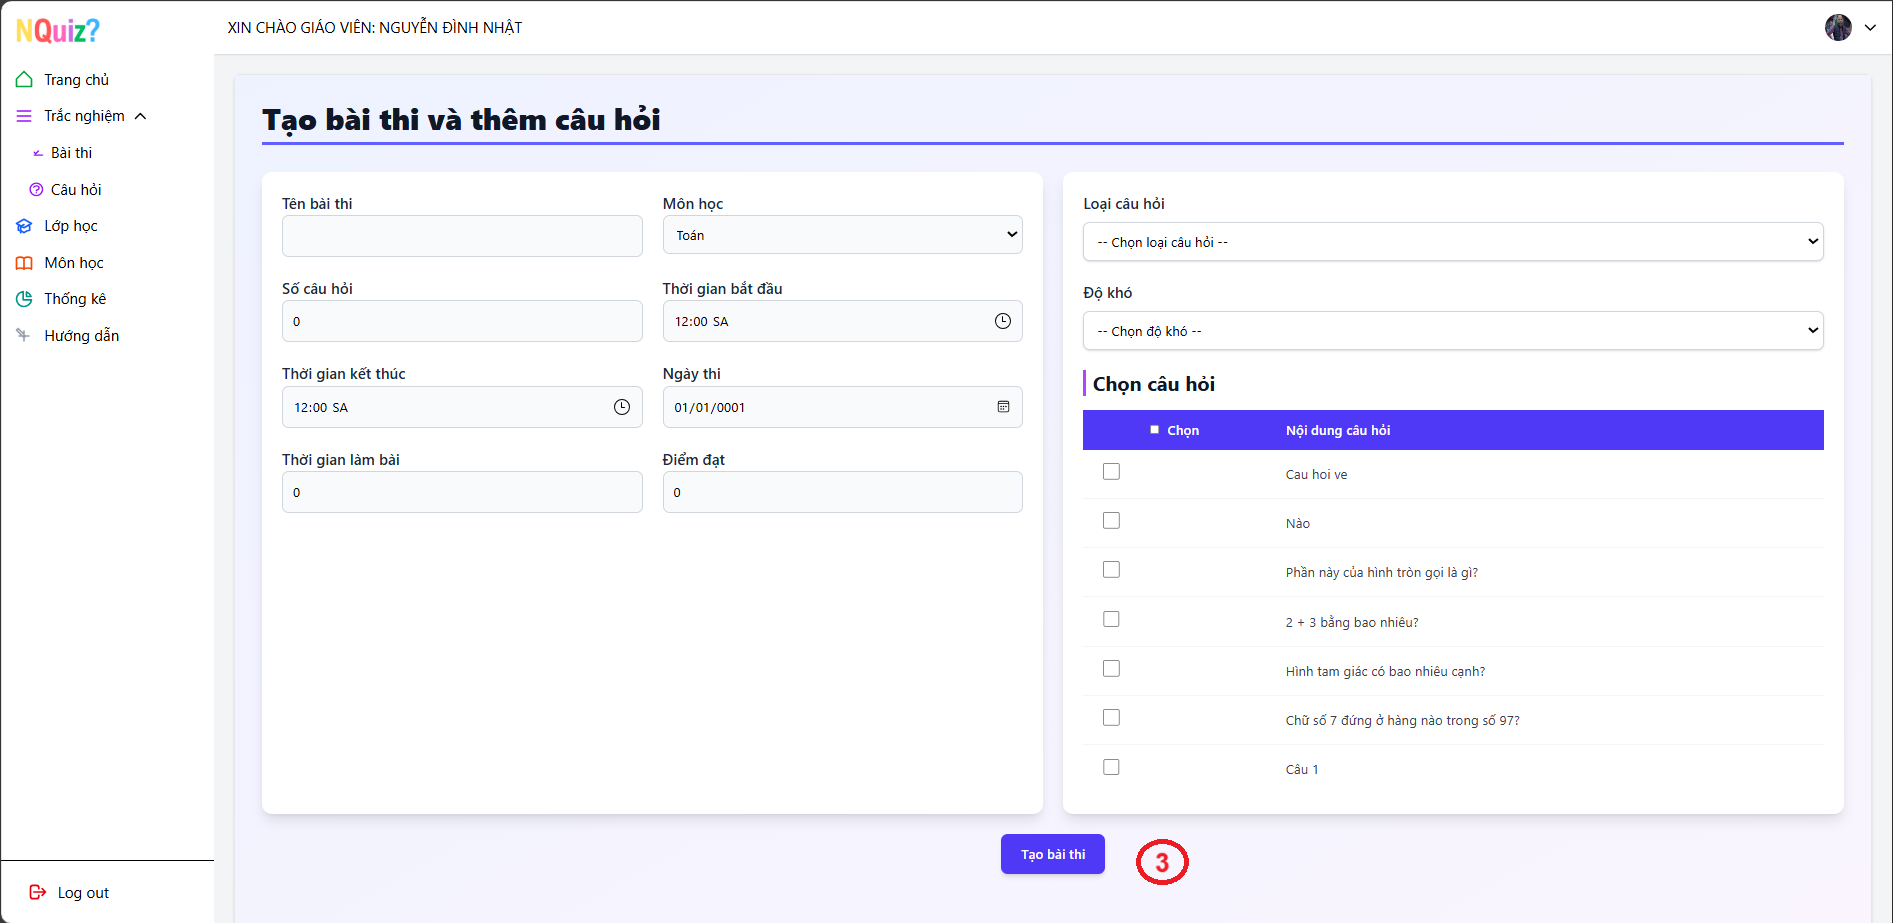 NQuiz?
XIN CHÀO GIÁO VIÊN: NGUYỄN ĐÌNH NHẬT
Trang chủ
Trắc nghiệm
Bài thi
Câu hỏi
Lớp học
Môn học
Thống kê
Hướng dẫn
Log out
Tạo bài thi và thêm câu hỏi
Tên bài thi
Môn học
Toán
Số câu hỏi
0
Thời gian bắt đầu
12:00 SA
Thời gian kết thúc
12:00 SA
Ngày thi
01/01/0001
Thời gian làm bài
0
Điểm đạt
0
Loại câu hỏi
-- Chọn loại câu hỏi --
Độ khó
-- Chọn độ khó --
Chọn câu hỏi
Chọn Nội dung câu hỏi
Cau hoi ve
Nào
Phần này của hình tròn gọi là gì?
2 + 3 bằng bao nhiêu?
Hình tam giác có bao nhiêu cạnh?
Chữ số 7 đứng ở hàng nào trong số 97?
Câu 1
Tạo bài thi
3